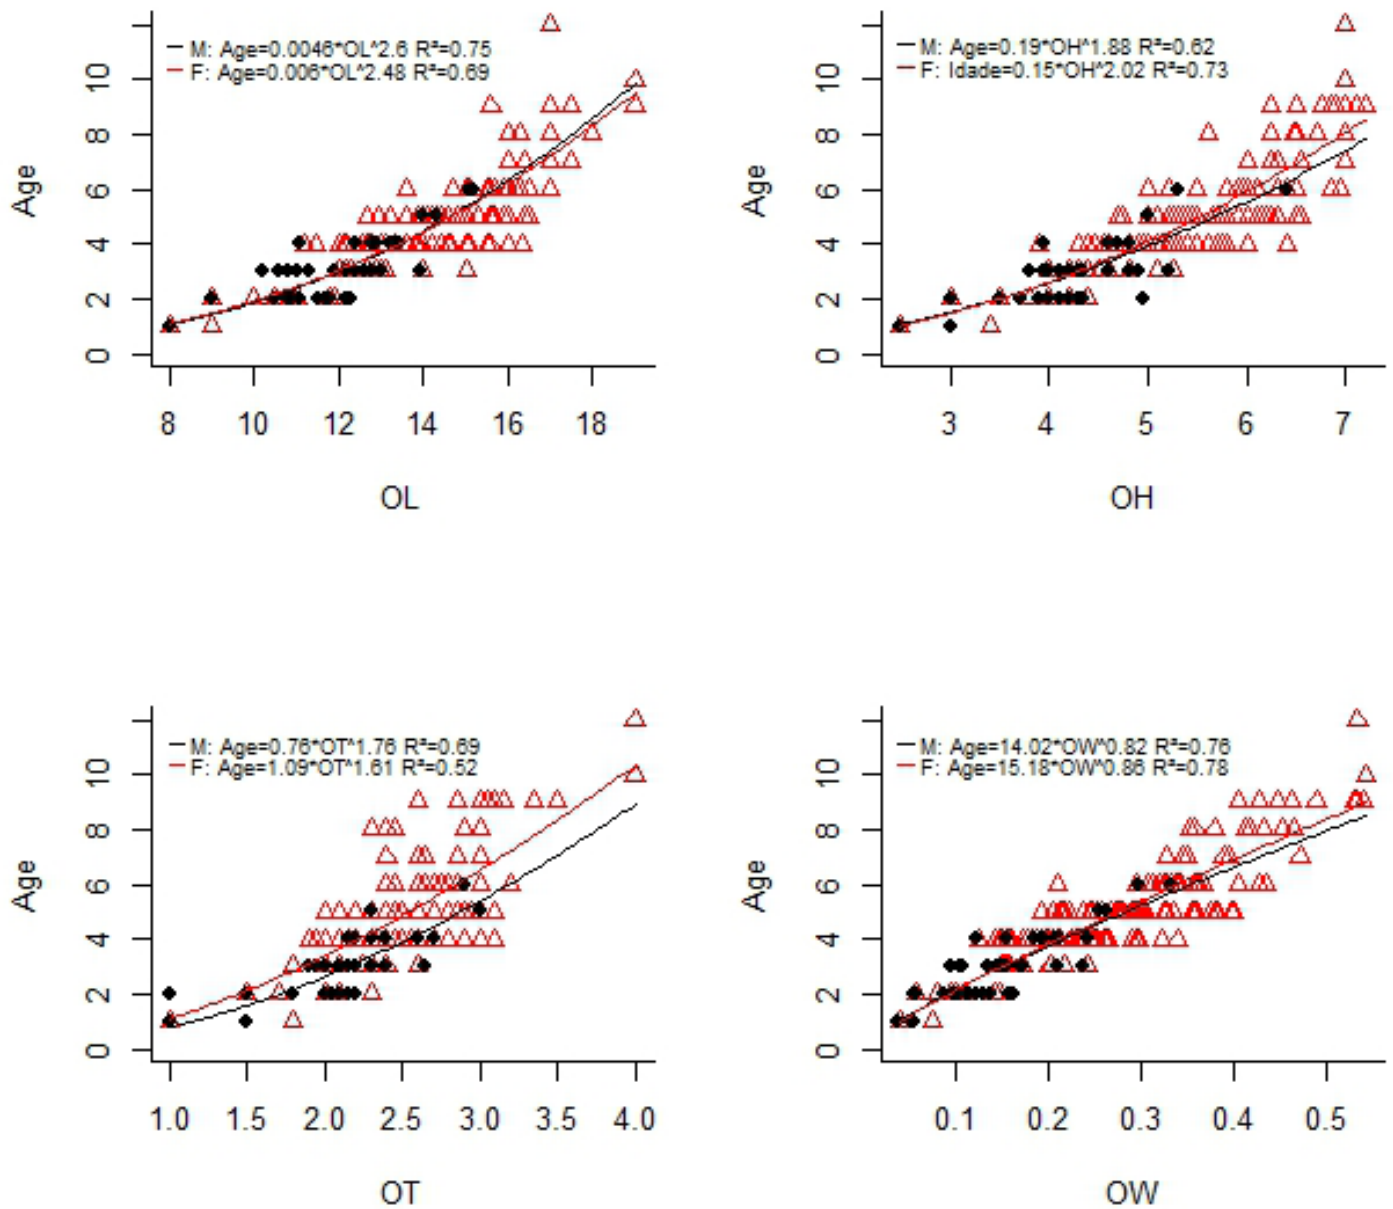 M: Age=0.0046*OL^2.6 R²=0.75
F: Age=0.006*OL^2.48 R²=0.69
Age
0 2 4 6 8 10
8 10 12 14 16 18
OL
M: Age=0.19*OH^1.88 R²=0.62
F: Idade=0.15*OH^2.02 R²=0.73
Age
0 2 4 6 8 10
3 4 5 6 7
OH
M: Age=0.76*OT^1.76 R²=0.69
F: Age=1.09*OT^1.61 R²=0.52
Age
0 2 4 6 8 10
1.0 1.5 2.0 2.5 3.0 3.5 4.0
OT
M: Age=14.02*OW^0.82 R²=0.76
F: Age=15.18*OW^0.86 R²=0.78
Age
0 2 4 6 8 10
0.1 0.2 0.3 0.4 0.5
OW